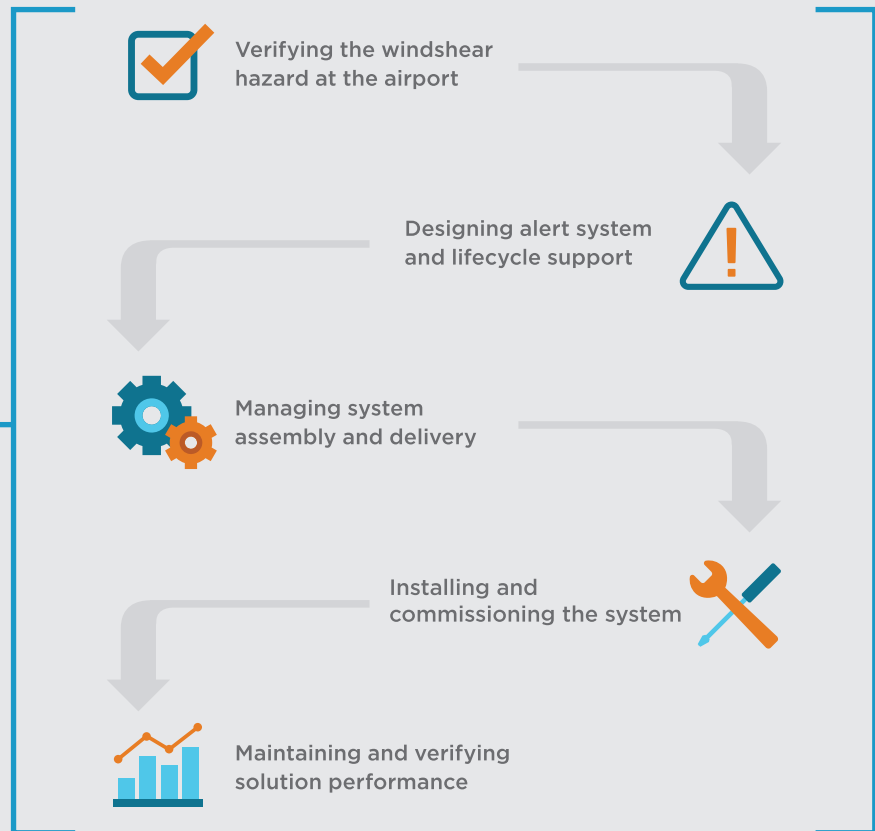 Verifying the windshear
hazard at the airport
Designing alert system
and lifecycle support
Managing system
assembly and delivery
Installing and
commissioning the system
Maintaining and verifying
solution performance